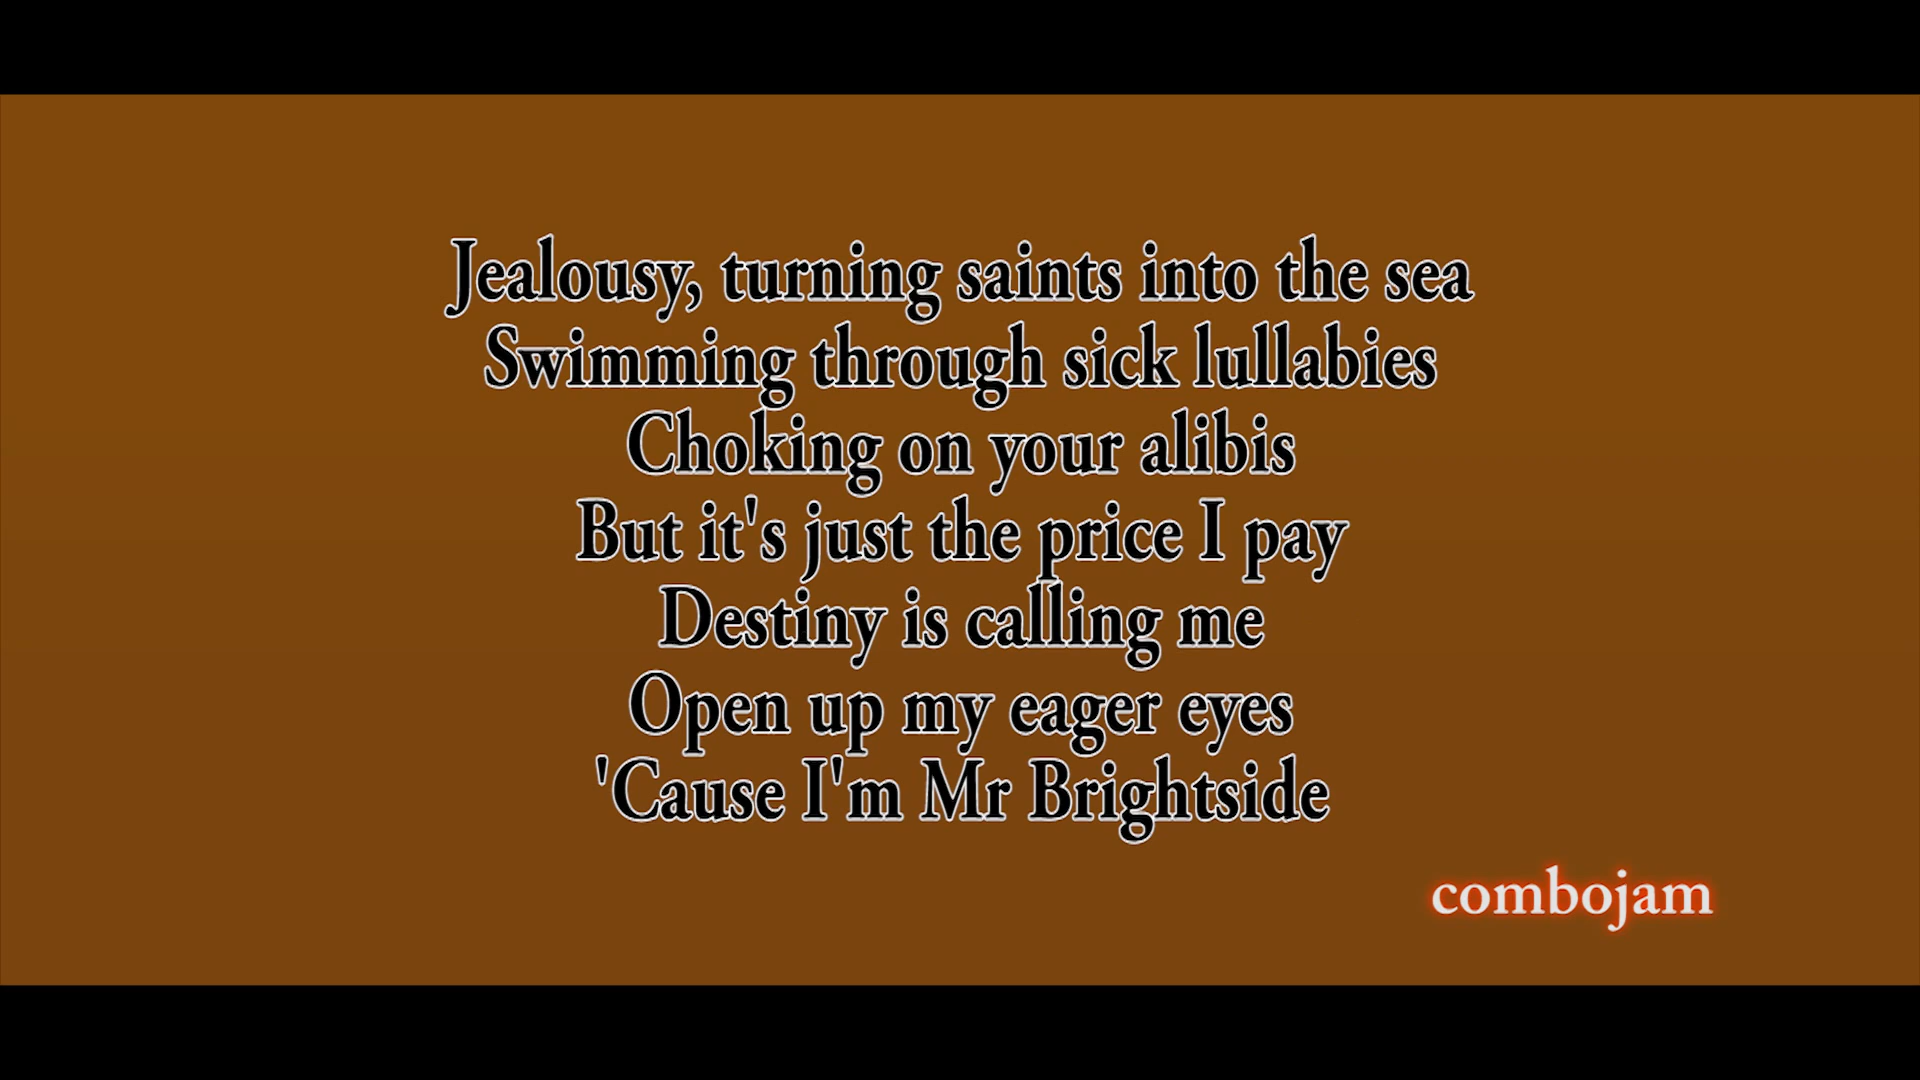 Jealousy, turning saints into the sea
Swimming through sick lullabies
Choking on your alibis
But it's just the price I pay
Destiny is calling me
Open up my eager eyes
'Cause I'm Mr Brightside
combojam